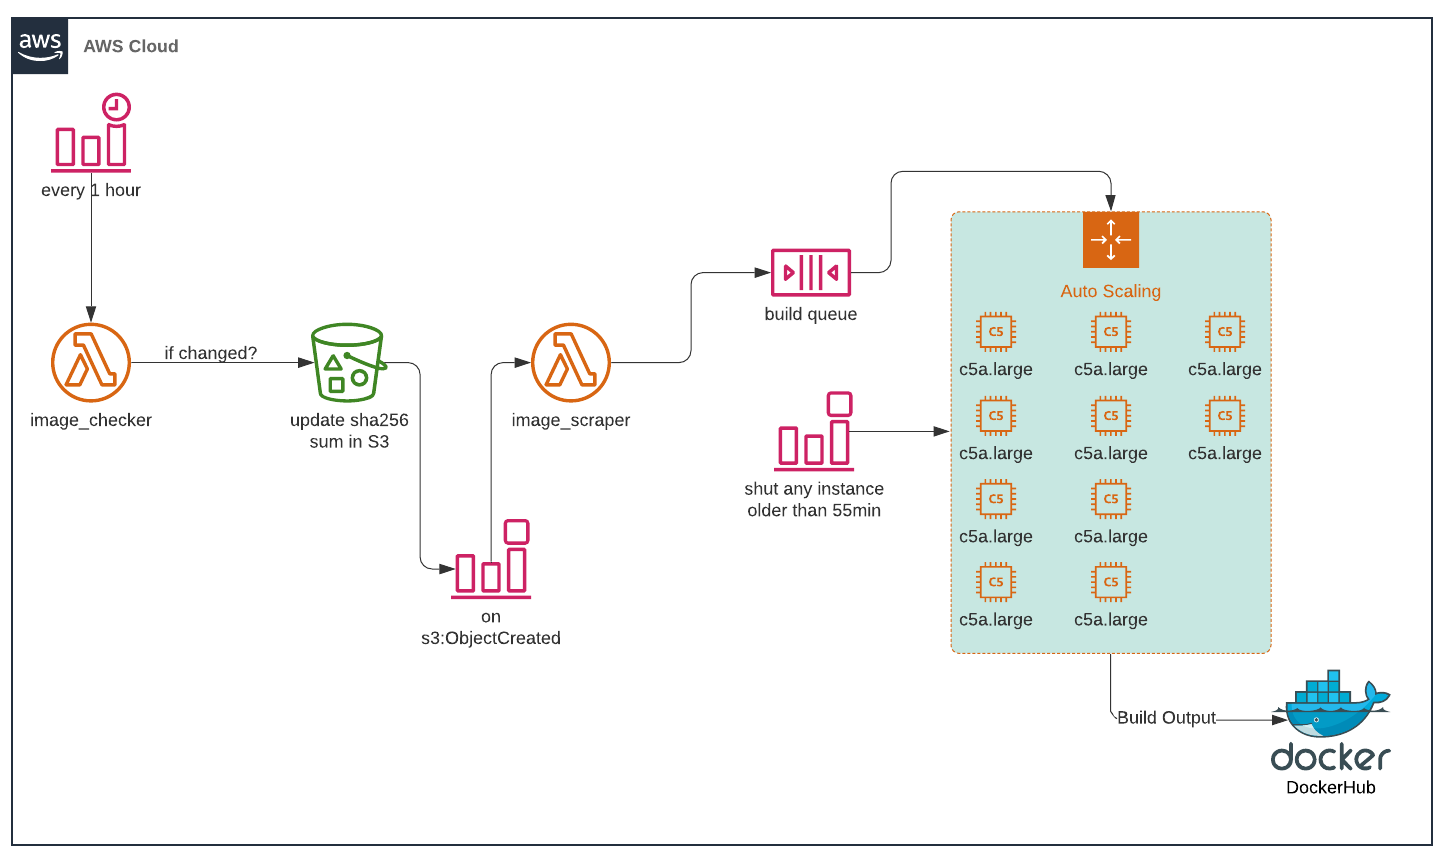 aws
AWS Cloud
every 1 hour
if changed?
image_checker
update sha256
sum in S3
on
s3:ObjectCreated
image_scraper
build queue
shut any instance
older than 55min
Auto Scaling
C5
C5
C5
c5a.large
c5a.large
c5a.large
C5
C5
C5
c5a.large
c5a.large
c5a.large
C5
C5
c5a.large
c5a.large
C5
C5
c5a.large
c5a.large
Build Output
docker
DockerHub